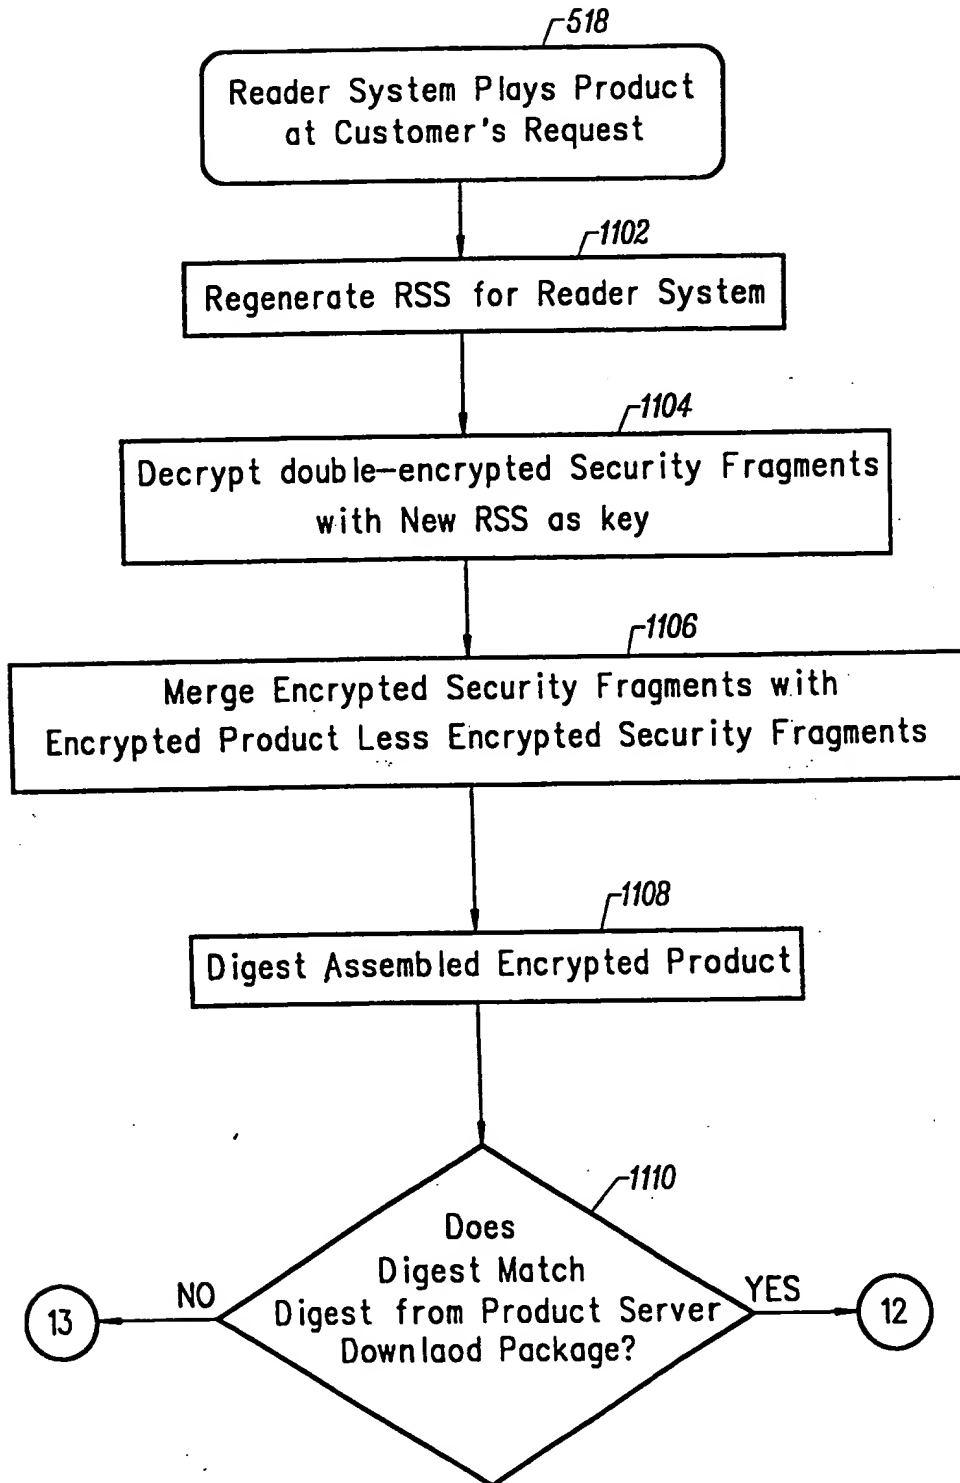 518
Reader System Plays Product
at Customer's Request
1102
Regenerate RSS for Reader System
1104
Decrypt double-encrypted Security Fragments
with New RSS as key
1106
Merge Encrypted Security Fragments with
Encrypted Product Less Encrypted Security Fragments
1108
Digest Assembled Encrypted Product
1110
Does
Digest Match
Digest from Product Server
Downlaod Package?
NO
YES
13
12